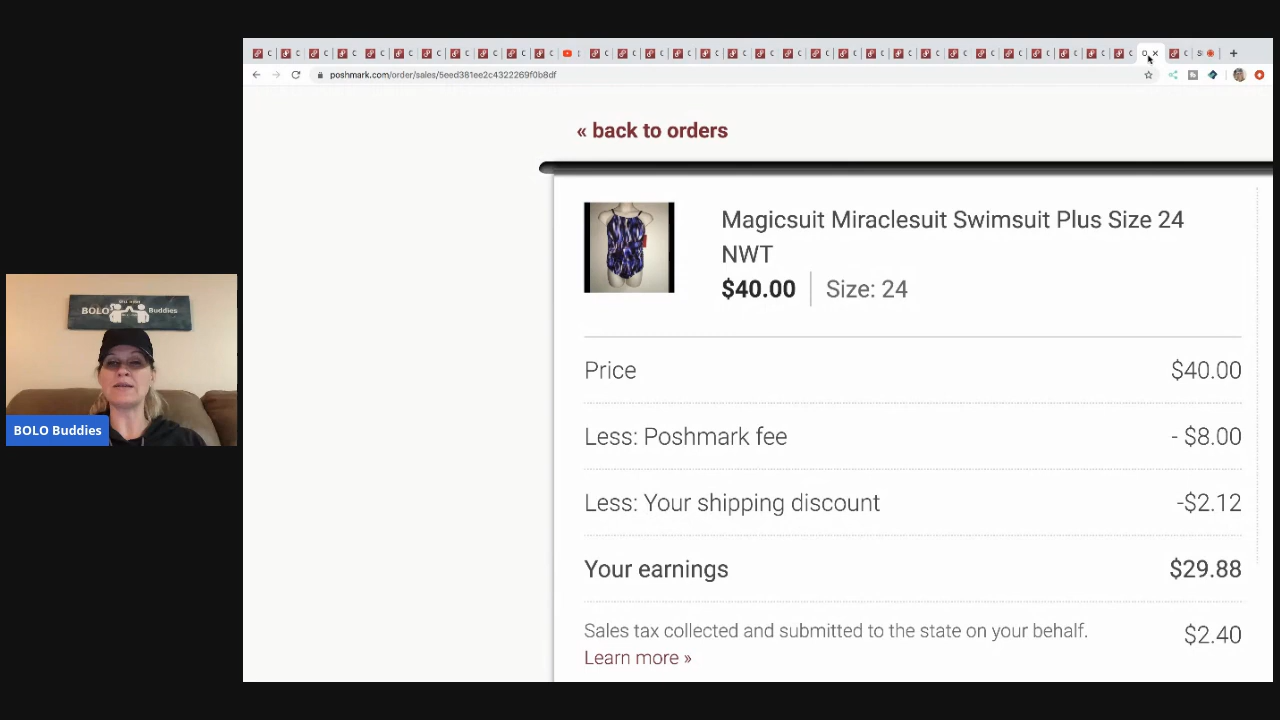 poshmark.com/order/sales/5eed381ee2c4322269f0b8df
« back to orders
Magicsuit Miraclesuit Swimsuit Plus Size 24
NWT
$40.00 Size: 24
Price $40.00
Less: Poshmark fee - $8.00
Less: Your shipping discount -$2.12
Your earnings $29.88
Sales tax collected and submitted to the state on your behalf. $2.40
Learn more »
BOLO Buddies
BOLO Buddies